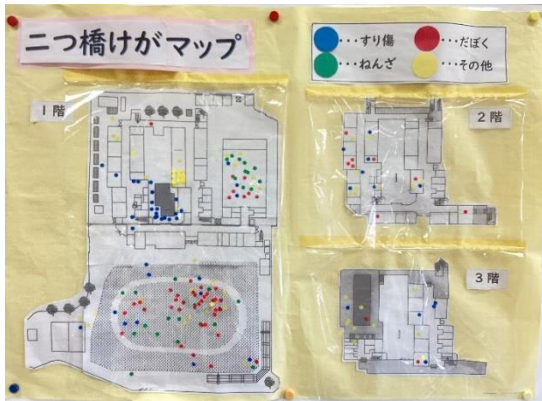 二つ橋けがマップ
・・・すり傷
・・・だぼく
・・・ねんざ
・・・その他
1階
2階
3階